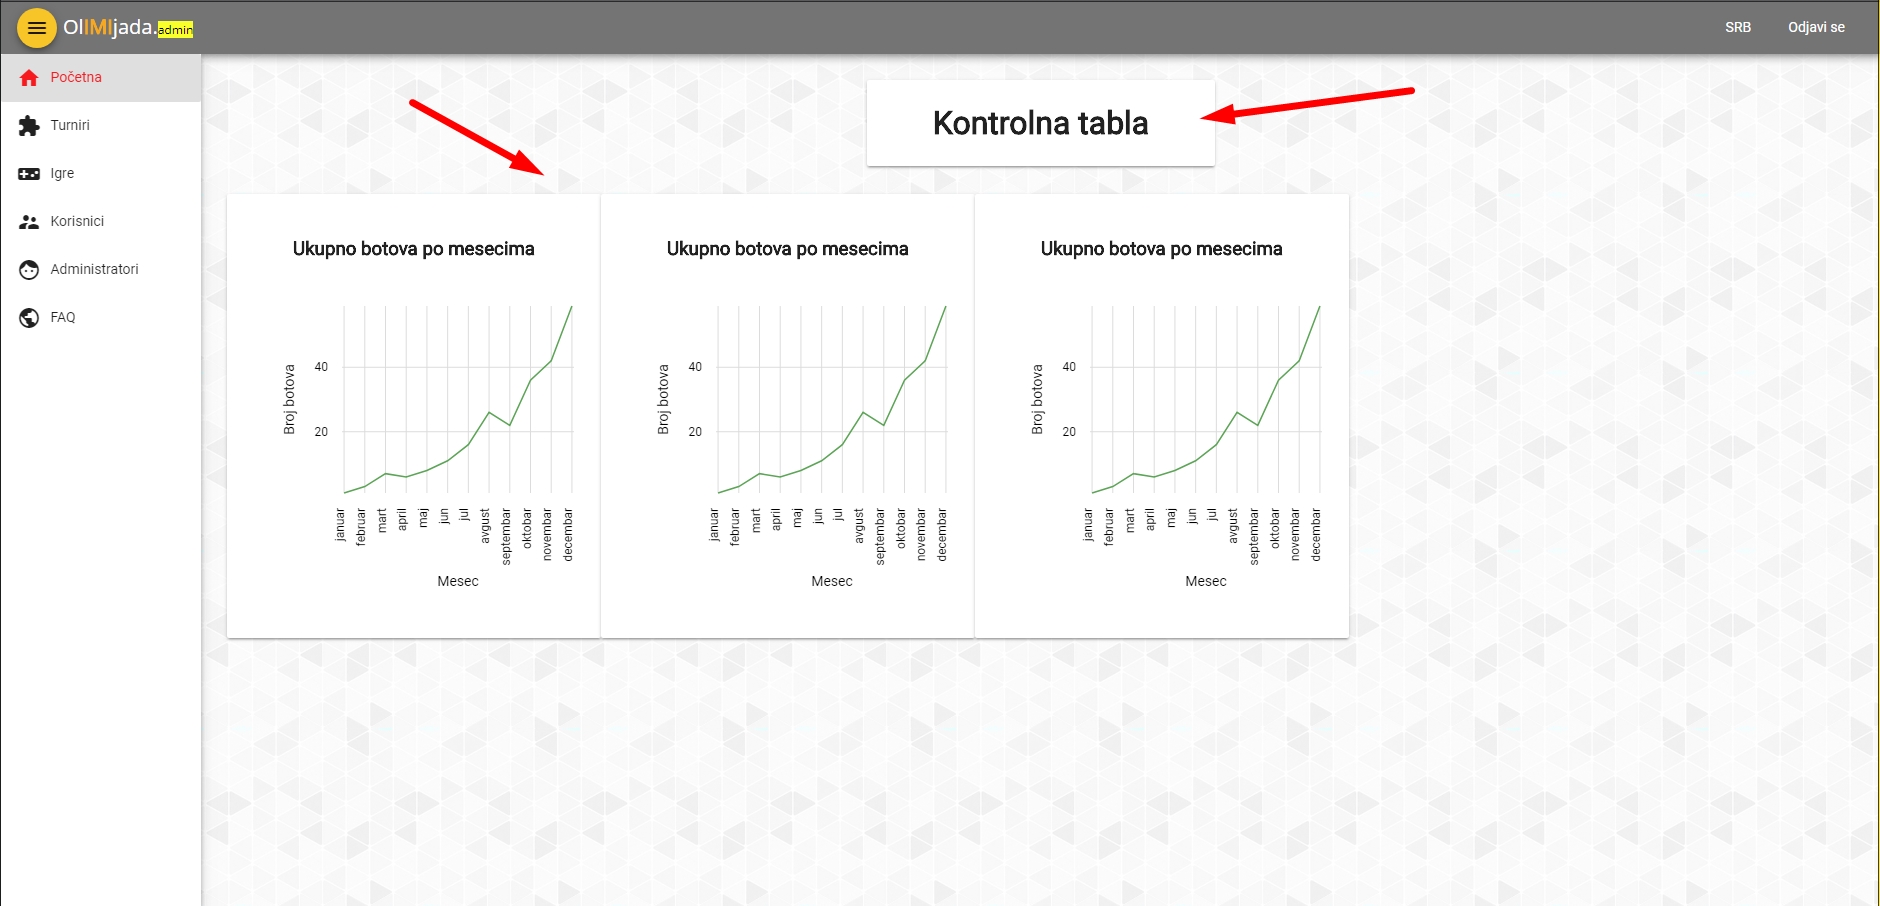 OlIMIjada.admin
SRB
Odjavi se
Početna
Turniri
Igre
Korisnici
Administratori
FAQ
Kontrolna tabla
Ukupno botova po mesecima
Broj botova
40
20
januar
februar
mart
april
maj
jun
jul
avgust
septembar
oktobar
novembar
decembar
Mesec
Ukupno botova po mesecima
Broj botova
40
20
januar
februar
mart
april
maj
jun
jul
avgust
septembar
oktobar
novembar
decembar
Mesec
Ukupno botova po mesecima
Broj botova
40
20
januar
februar
mart
april
maj
jun
jul
avgust
septembar
oktobar
novembar
decembar
Mesec